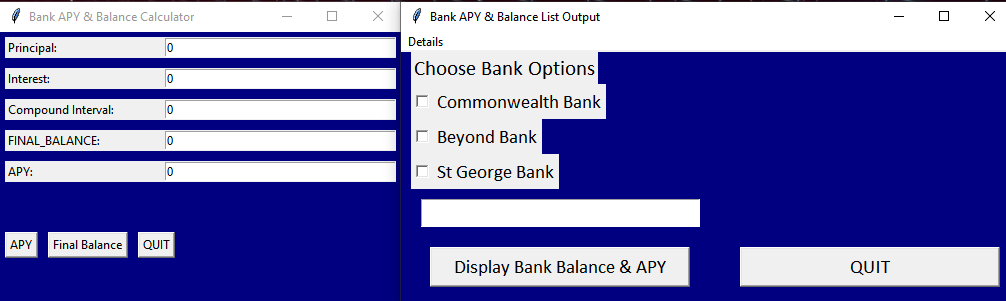 Bank APY & Balance Calculator
Principal: 0
Interest: 0
Compound Interval: 0
FINAL_BALANCE: 0
APY: 0
APY Final Balance QUIT
Bank APY & Balance List Output
Details
Choose Bank Options
Commonwealth Bank
Beyond Bank
St George Bank
Display Bank Balance & APY QUIT